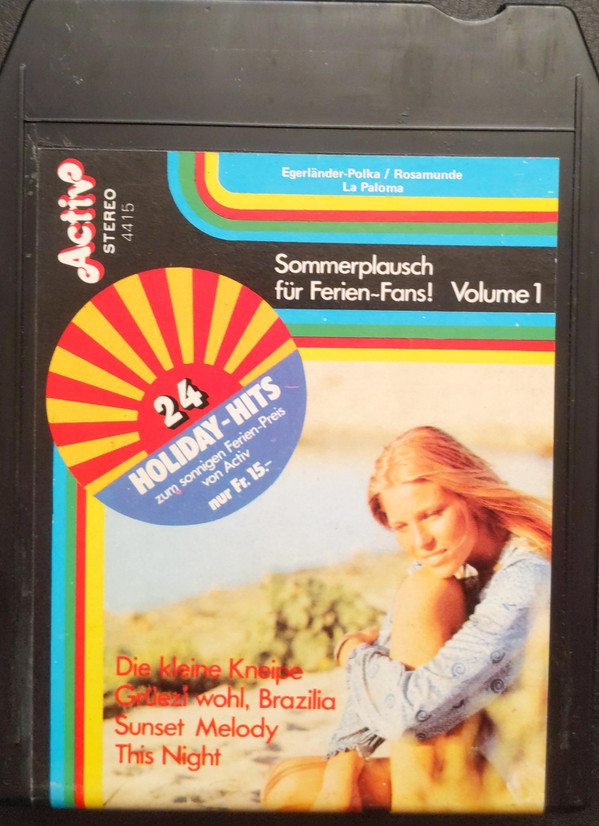 Activ
STEREO
4415
Egerländer-Polka / Rosamunde
La Paloma
Sommerplausch
für Ferien~Fans! Volume 1
24
HOLIDAY-HITS
zum sonnigen Ferien-Preis
von Activ
nur Fr. 15.-
Die kleine Kneipe
Grüezi wohl, Brazilia
Sunset Melody
This Night